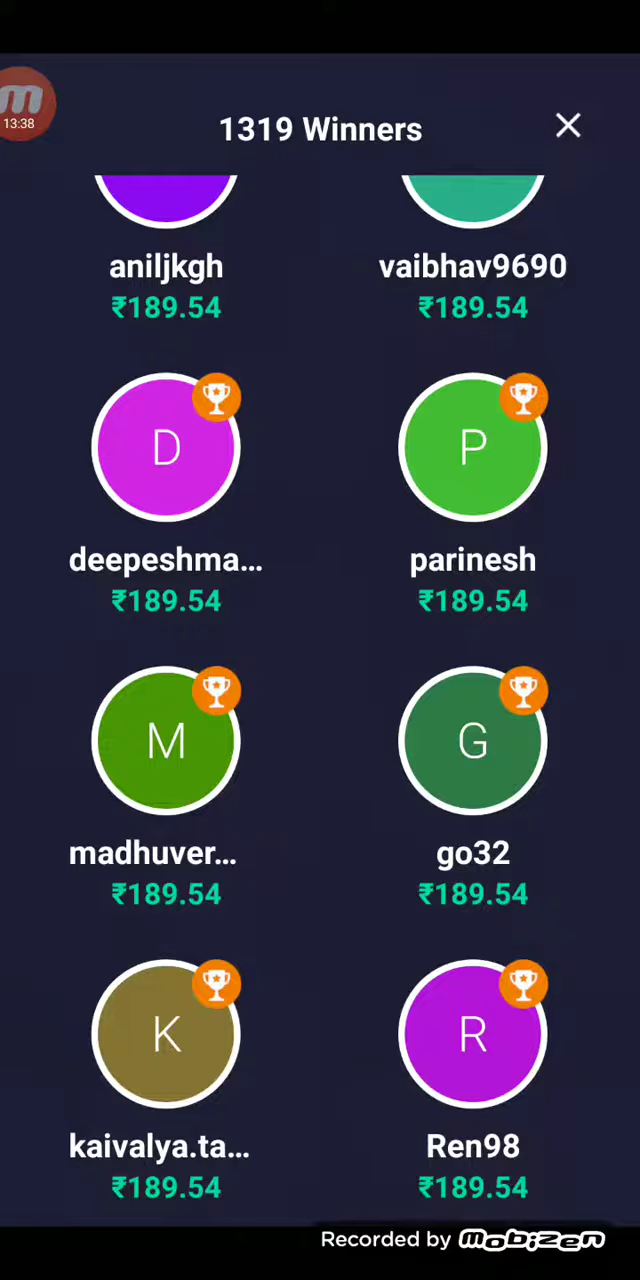 m
13:38
1319 Winners
aniljkgh
₹189.54
vaibhav9690
₹189.54
D
deepeshma...
₹189.54
P
parinesh
₹189.54
M
madhuver...
₹189.54
G
go32
₹189.54
K
kaivalya.ta...
₹189.54
R
Ren98
₹189.54
Recorded by mobizen